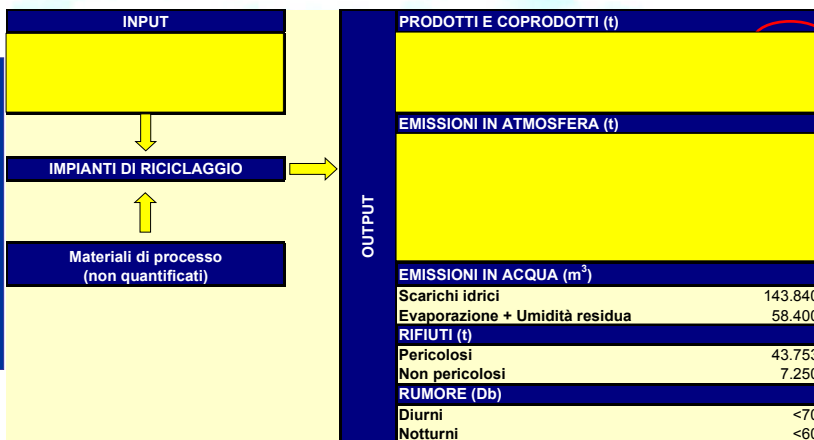 INPUT
IMPIANTI DI RICICLAGGIO
Materiali di processo
(non quantificati)
OUTPUT
PRODOTTI E COPRODOTTI (t)
EMISSIONI IN ATMOSFERA (t)
EMISSIONI IN ACQUA (m³)
Scarichi idrici 143.840
Evaporazione + Umidità residua 58.400
RIFIUTI (t)
Pericolosi 43.753
Non pericolosi 7.250
RUMORE (Db)
Diurni <70
Notturni <60